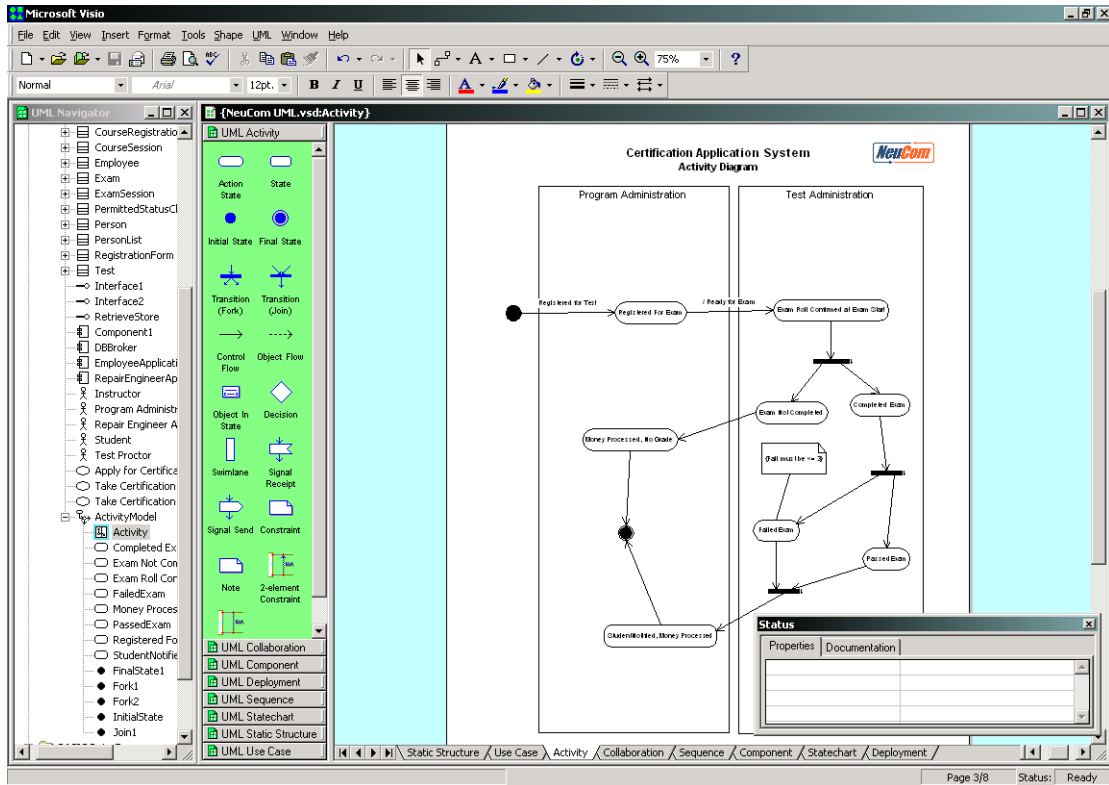 Microsoft Visio
File Edit View Insert Format Tools Shape UML Window Help
75%
Normal Arial 12pt. B I U A
UML Navigator
CourseRegistratio
CourseSession
Employee
Exam
ExamSession
PermittedStatusCl
Person
PersonList
RegistrationForm
Test
Interface1
Interface2
RetrieveStore
Component1
DBBroker
EmployeeApplicati
RepairEngineerAp
Instructor
Program Administr
Repair Engineer A
Student
Test Proctor
Apply for Certifica
Take Certification
Take Certification
ActivityModel
Activity
Completed Ex
Exam Not Con
Exam Roll Cor
FailedExam
Money Proces
PassedExam
Registered Fo
StudentNotifie
FinalState1
Fork1
Fork2
InitialState
Join1
{NeuCom UML.vsd:Activity}
UML Activity
Action State
State
Initial State
Final State
Transition (Fork)
Transition (Join)
Control Flow
Object Flow
Object In State
Decision
Swimlane
Signal Receipt
Signal Send
Constraint
Note
2-element Constraint
UML Collaboration
UML Component
UML Deployment
UML Sequence
UML Statechart
UML Static Structure
UML Use Case
Certification Application System
Activity Diagram
NeuCom
Program Administration
Test Administration
Registered for Test
Registered For Exam
/ Ready for Exam
Exam Roll Confirmed at Exam Start
Exam Not Completed
Completed Exam
Money Processed, No Grade
{Fail must be <= 3}
Failed Exam
Passed Exam
StudentNotified, Money Processed
Status
Properties Documentation
Static Structure Use Case Activity Collaboration Sequence Component Statechart Deployment
Page 3/8 Status: Ready